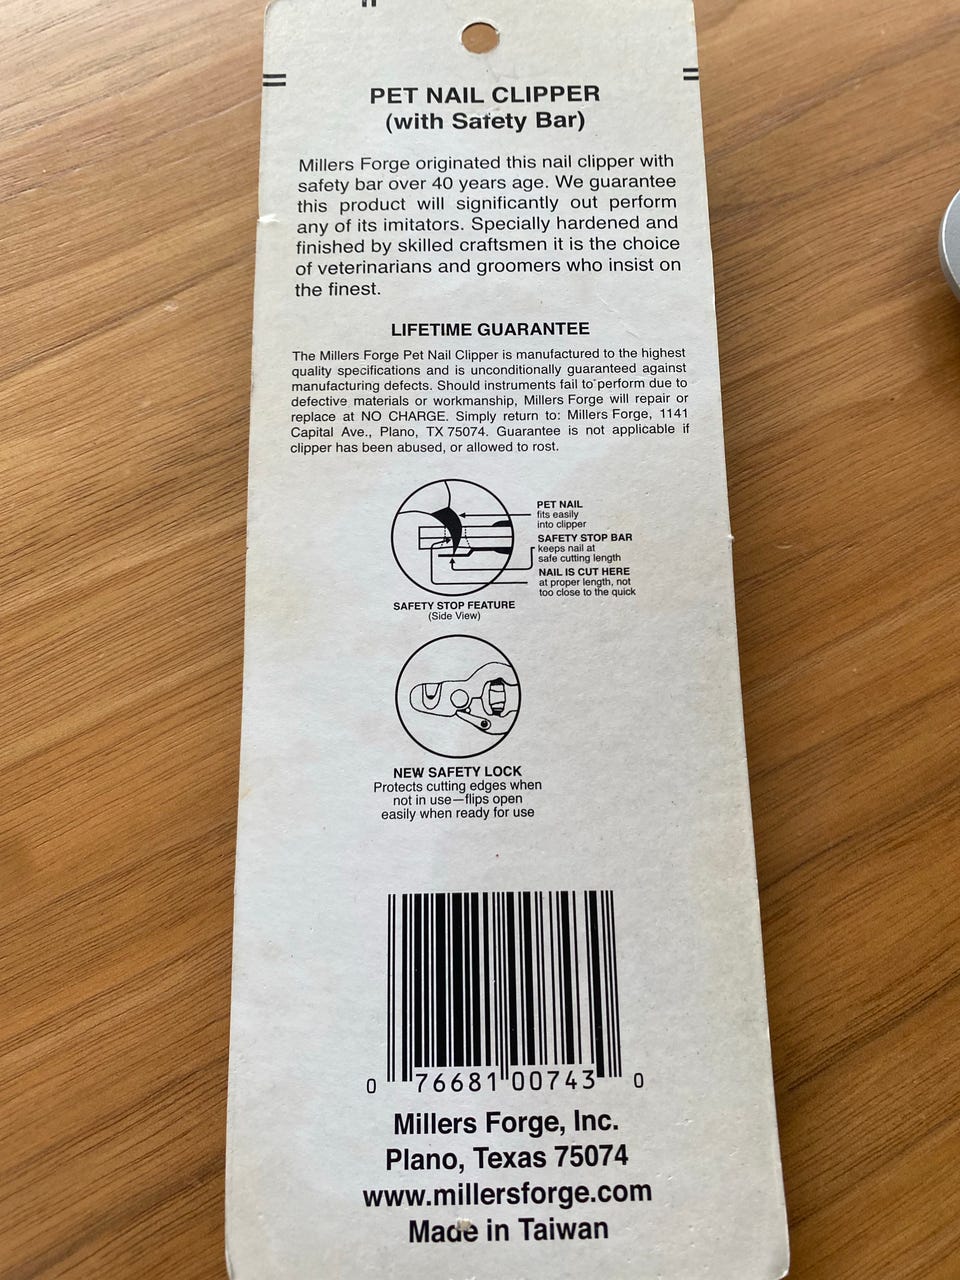 PET NAIL CLIPPER
(with Safety Bar)
Millers Forge originated this nail clipper with
safety bar over 40 years age. We guarantee
this product will significantly out perform
any of its imitators. Specially hardened and
finished by skilled craftsmen it is the choice
of veterinarians and groomers who insist on
the finest.
LIFETIME GUARANTEE
The Millers Forge Pet Nail Clipper is manufactured to the highest
quality specifications and is unconditionally guaranteed against
manufacturing defects. Should instruments fail to perform due to
defective materials or workmanship, Millers Forge will repair or
replace at NO CHARGE. Simply return to: Millers Forge, 1141
Capital Ave., Plano, TX 75074. Guarantee is not applicable if
clipper has been abused, or allowed to rost.
PET NAIL
fits easily
into clipper
SAFETY STOP BAR
keeps nail at
safe cutting length
NAIL IS CUT HERE
at proper length, not
too close to the quick
SAFETY STOP FEATURE
(Side View)
NEW SAFETY LOCK
Protects cutting edges when
not in use—flips open
easily when ready for use
0 76681 00743 0
Millers Forge, Inc.
Plano, Texas 75074
www.millersforge.com
Made in Taiwan